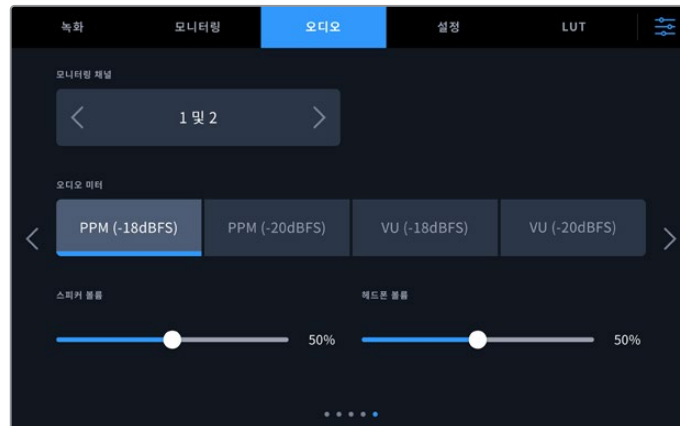 녹화 모니터링 오디오 설정 LUT
모니터링 채널
1 및 2
오디오 미터
PPM (-18dBFS) PPM (-20dBFS) VU (-18dBFS) VU (-20dBFS)
스피커 볼륨 헤드폰 볼륨
50% 50%